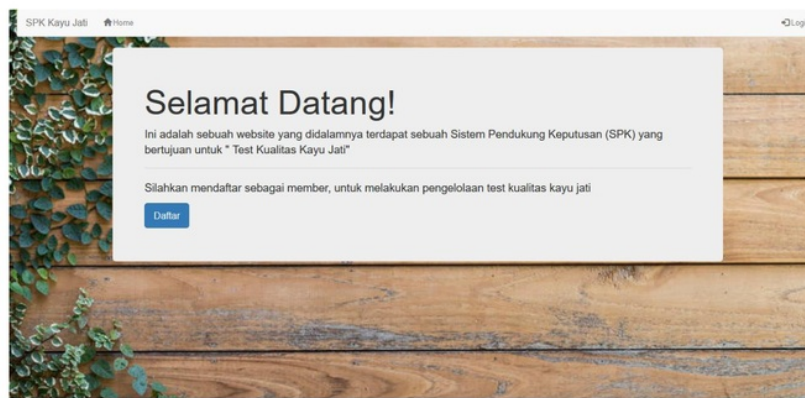 SPK Kayu Jati Home Login
Selamat Datang!
Ini adalah sebuah website yang didalamnya terdapat sebuah Sistem Pendukung Keputusan (SPK) yang
bertujuan untuk " Test Kualitas Kayu Jati"
Silahkan mendaftar sebagai member, untuk melakukan pengelolaan test kualitas kayu jati
Daftar